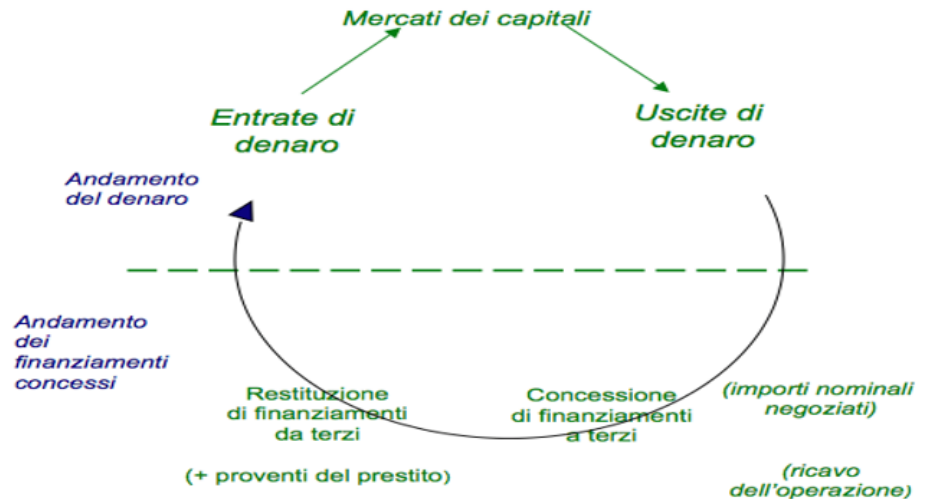 Mercati dei capitali
Entrate di
denaro
Uscite di
denaro
Andamento
del denaro
Andamento
dei
finanziamenti
concessi
Restituzione
di finanziamenti
da terzi
(+ proventi del prestito)
Concessione
di finanziamenti
a terzi
(importi nominali
negoziati)
(ricavo
dell'operazione)